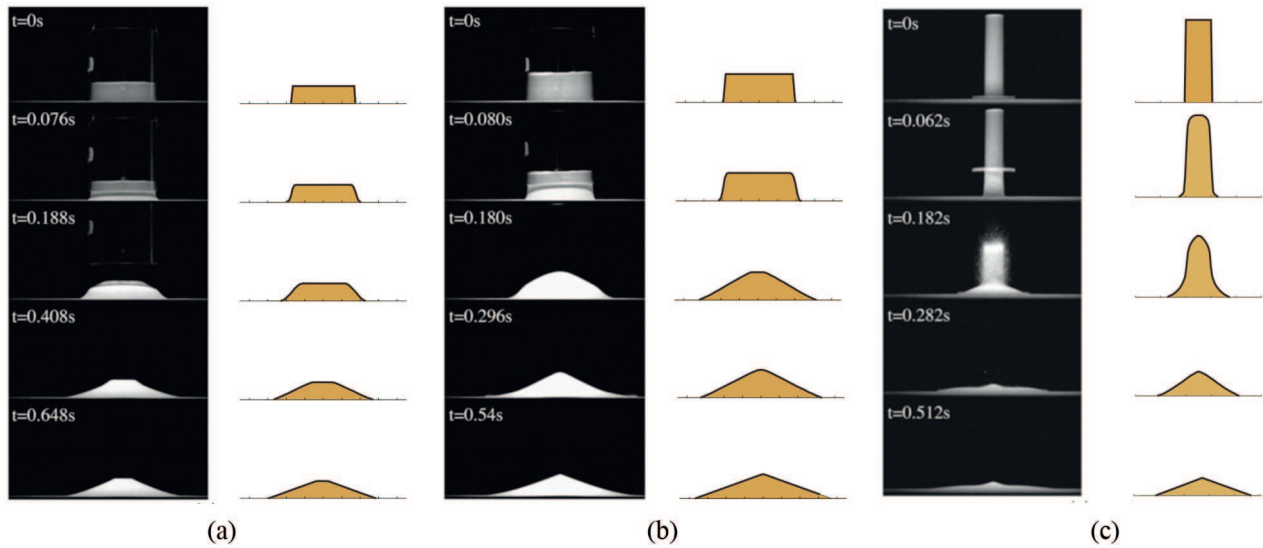 t=0s
t=0.076s
t=0.188s
t=0.408s
t=0.648s
(a)
t=0s
t=0.080s
t=0.180s
t=0.296s
t=0.54s
(b)
t=0s
t=0.062s
t=0.182s
t=0.282s
t=0.512s
(c)